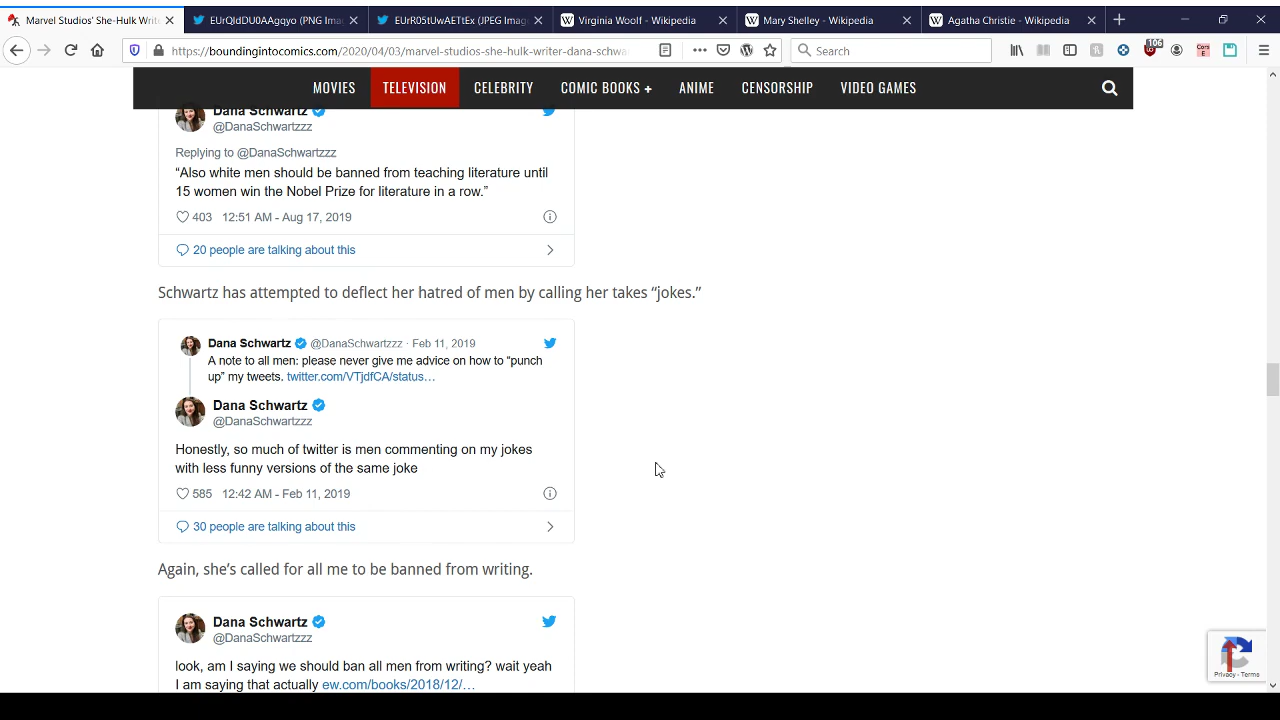 Marvel Studios' She-Hulk Write
EUrQIdDU0AAgqyo (PNG Imag
EUrR05tUwAETtEx (JPEG Image
Virginia Woolf - Wikipedia
Mary Shelley - Wikipedia
Agatha Christie - Wikipedia
https://boundingintocomics.com/2020/04/03/marvel-studios-she-hulk-writer-dana-schwa
Search
106
MOVIES
TELEVISION
CELEBRITY
COMIC BOOKS +
ANIME
CENSORSHIP
VIDEO GAMES
Dana Schwartz
@DanaSchwartzzz
Replying to @DanaSchwartzzz
“Also white men should be banned from teaching literature until
15 women win the Nobel Prize for literature in a row.”
403 12:51 AM - Aug 17, 2019
20 people are talking about this
Schwartz has attempted to deflect her hatred of men by calling her takes “jokes.”
Dana Schwartz @DanaSchwartzzz · Feb 11, 2019
A note to all men: please never give me advice on how to “punch
up” my tweets. twitter.com/VTjdfCA/status…
Dana Schwartz
@DanaSchwartzzz
Honestly, so much of twitter is men commenting on my jokes
with less funny versions of the same joke
585 12:42 AM - Feb 11, 2019
30 people are talking about this
Again, she’s called for all me to be banned from writing.
Dana Schwartz
@DanaSchwartzzz
look, am I saying we should ban all men from writing? wait yeah
I am saying that actually ew.com/books/2018/12/…
Privacy - Terms